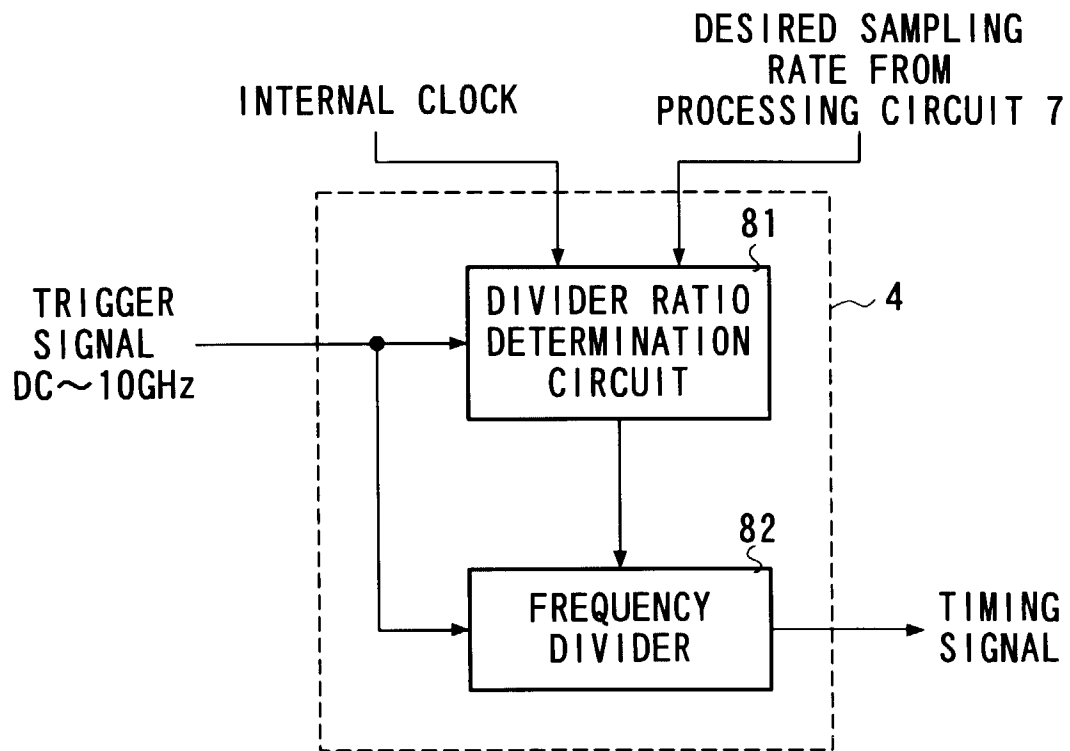 DESIRED SAMPLING
RATE FROM
PROCESSING CIRCUIT 7
INTERNAL CLOCK
81
DIVIDER RATIO
DETERMINATION
CIRCUIT
4
TRIGGER
SIGNAL
DC～10GHz
82
FREQUENCY
DIVIDER
TIMING
SIGNAL